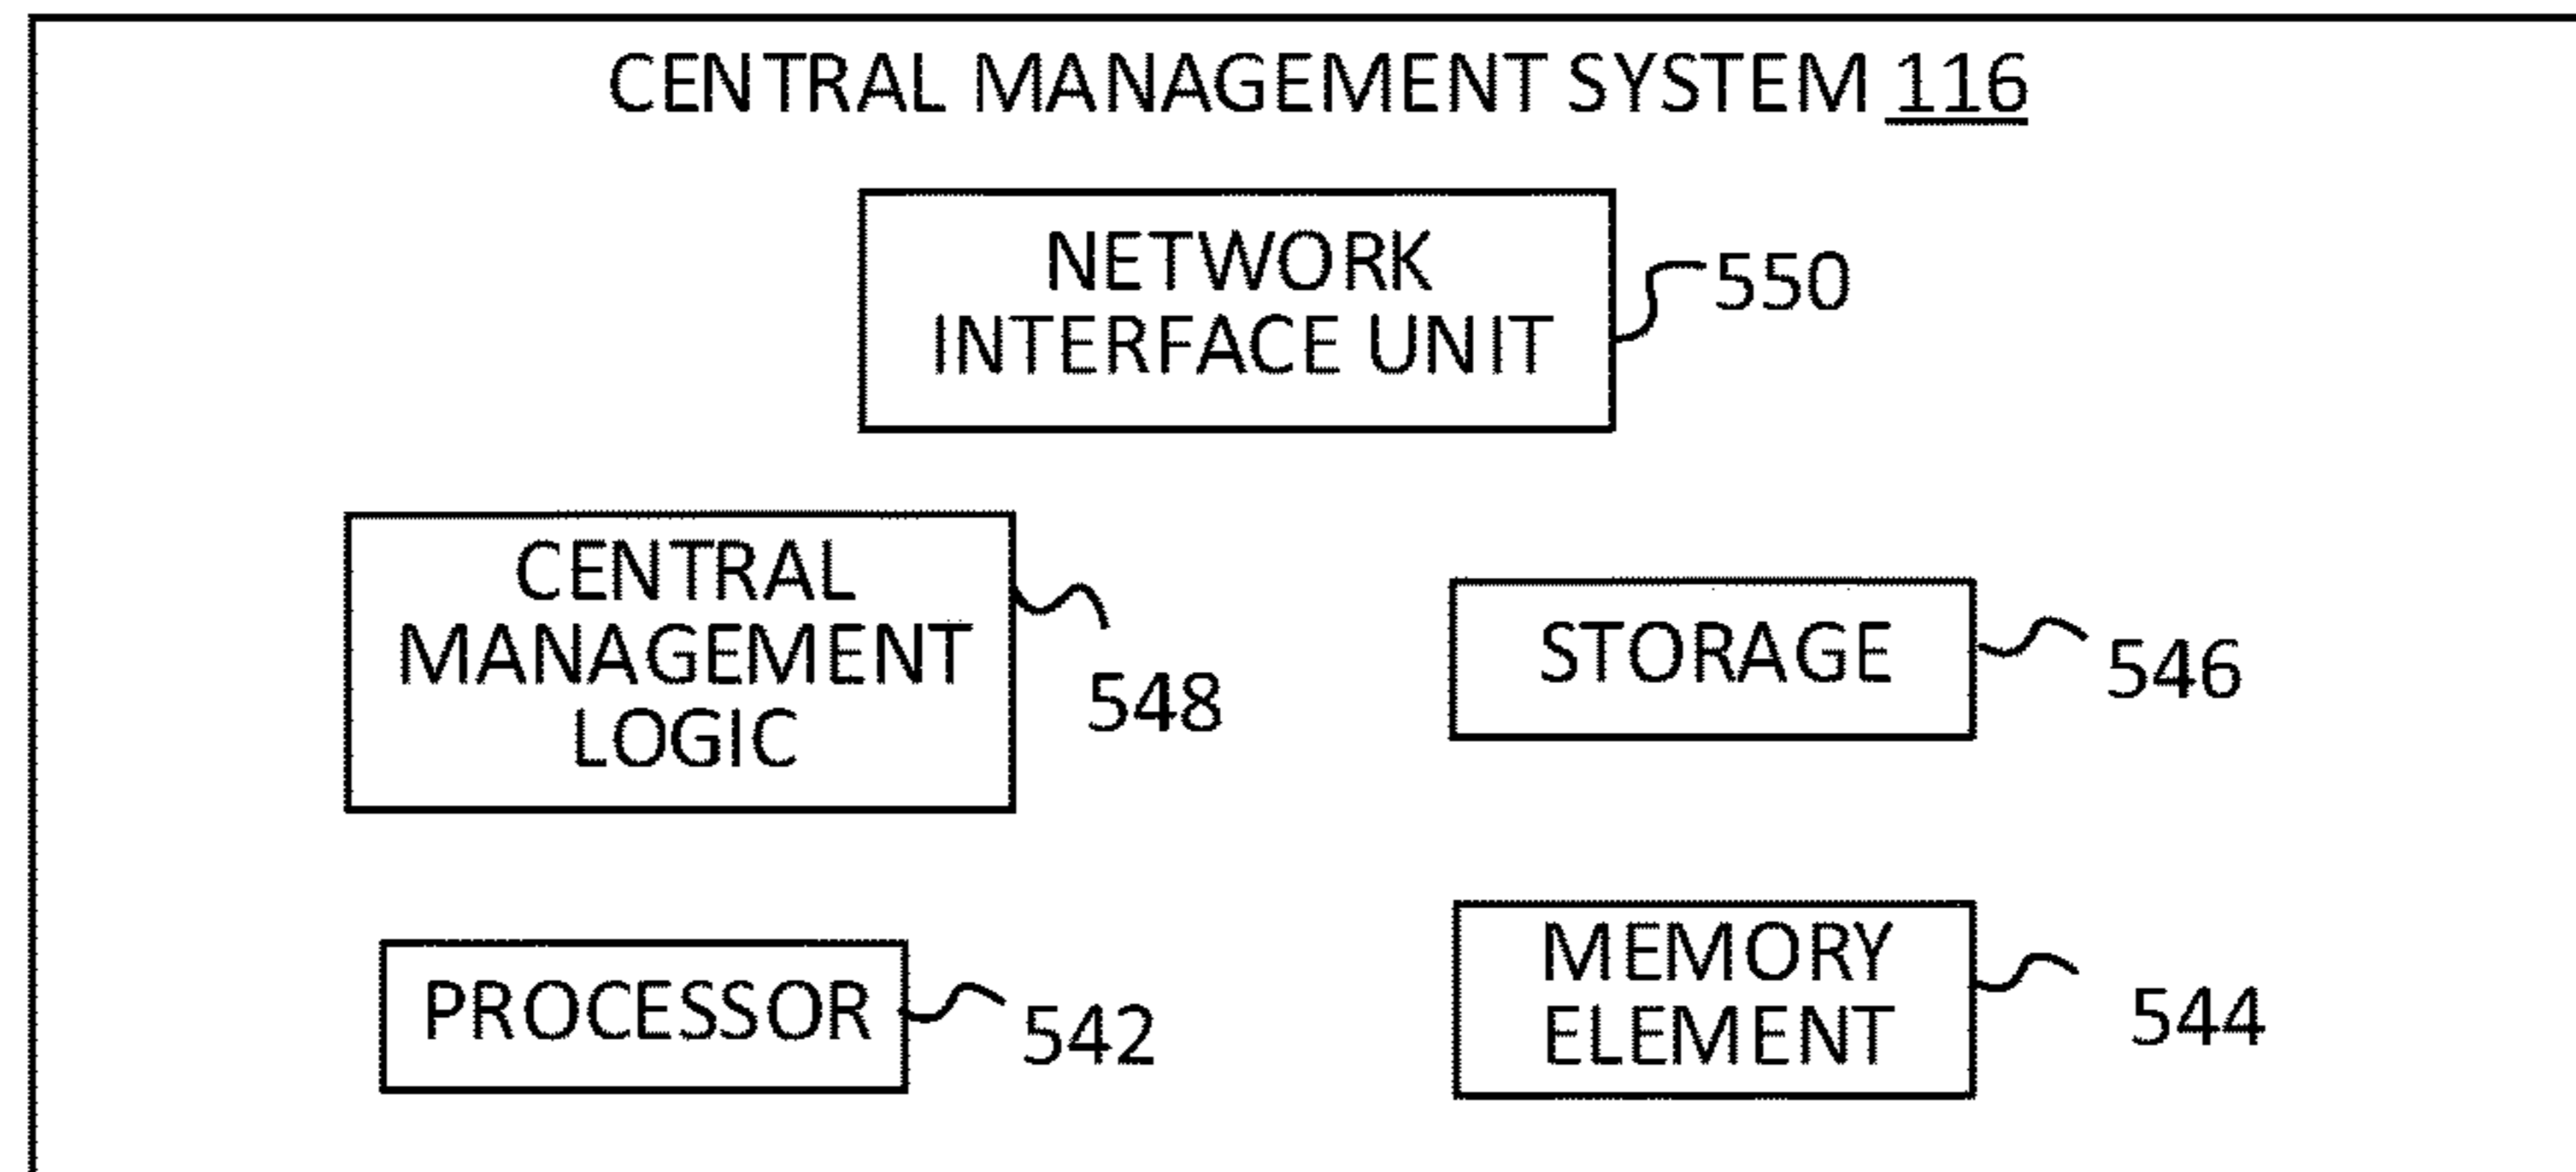 CENTRAL MANAGEMENT SYSTEM 116
NETWORK
INTERFACE UNIT
550
CENTRAL
MANAGEMENT
LOGIC
548
STORAGE
546
PROCESSOR
542
MEMORY
ELEMENT
544